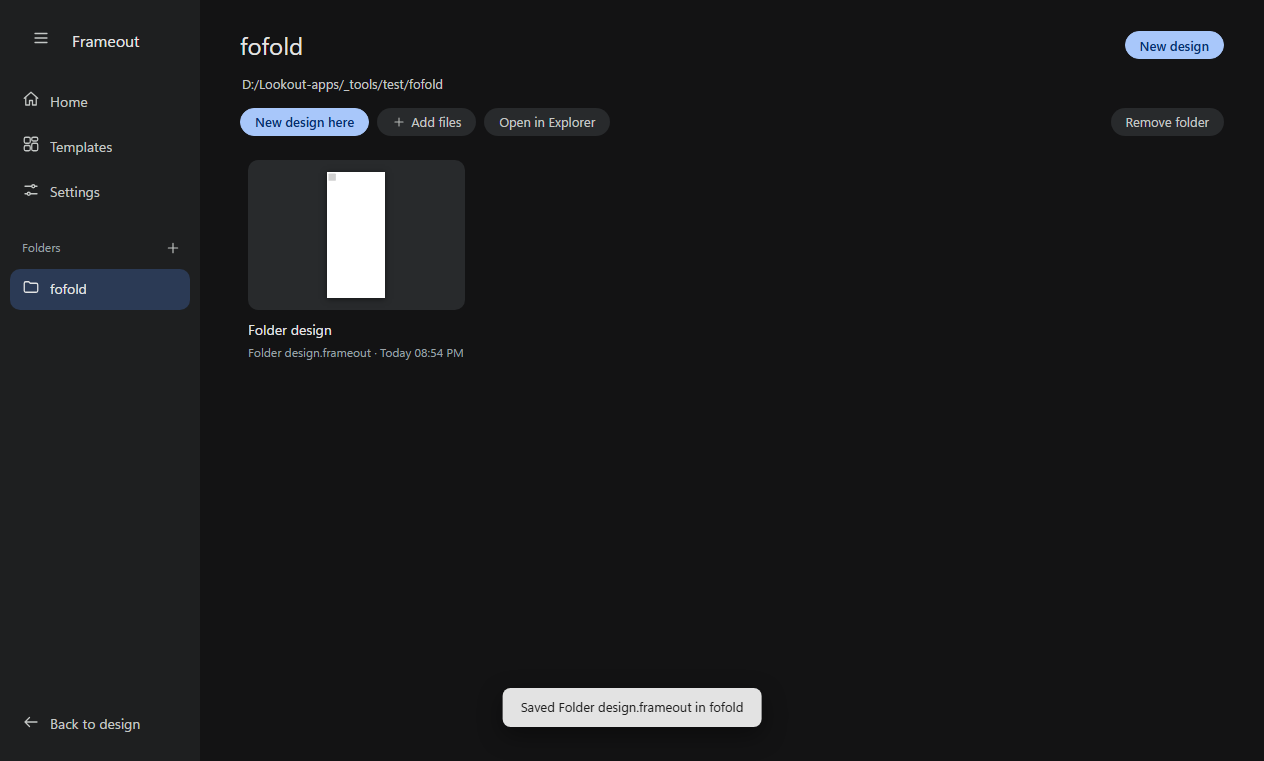 Frameout
Home
Templates
Settings
Folders
fofold
Back to design
fofold
New design
D:/Lookout-apps/_tools/test/fofold
New design here
Add files
Open in Explorer
Remove folder
Folder design
Folder design.frameout · Today 08:54 PM
Saved Folder design.frameout in fofold